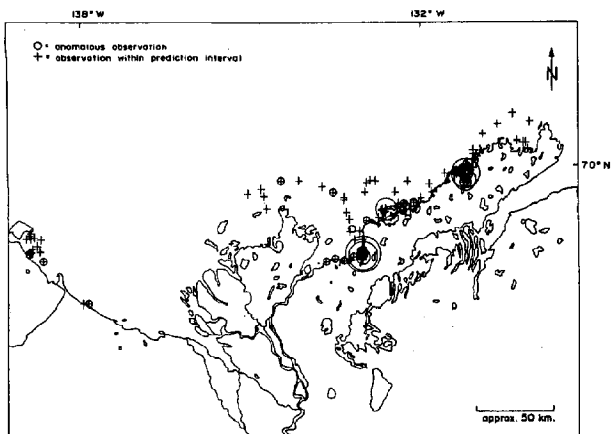 138° W
132° W
O = anomalous observation
+ = observation within prediction interval
N
70° N
approx. 50 km.